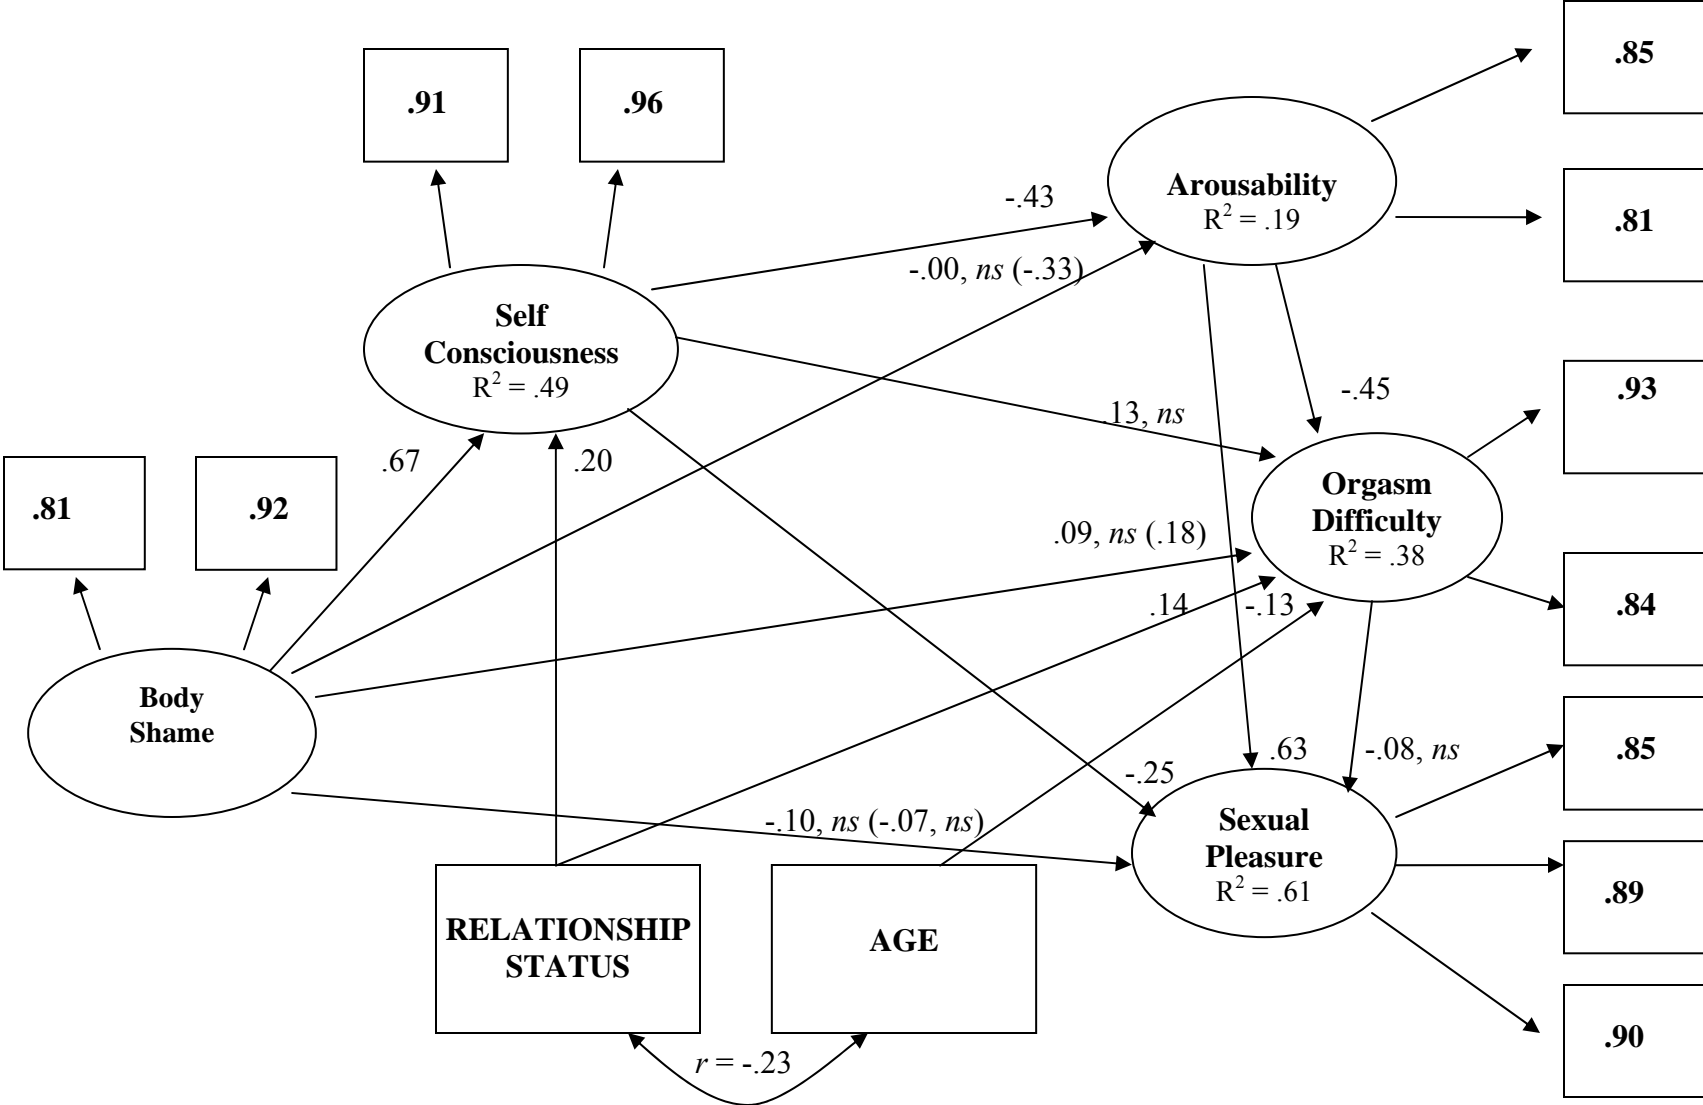 .85
.91
.96
Arousability
R² = .19
-.43
.81
-.00, ns (-.33)
Self
Consciousness
R² = .49
-.45
.93
.13, ns
.67
.20
.81
.92
Orgasm
Difficulty
R² = .38
.09, ns (.18)
.14
-.13
.84
Body
Shame
.63
-.08, ns
.85
-.25
-.10, ns (-.07, ns)
Sexual
Pleasure
R² = .61
.89
RELATIONSHIP
STATUS
AGE
r = -.23
.90